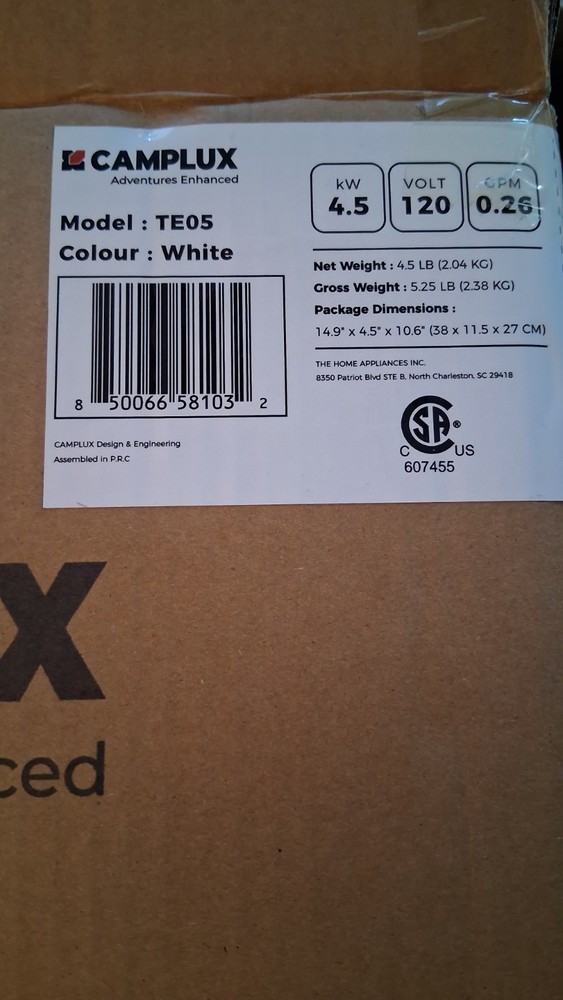 CAMPLUX
Adventures Enhanced
Model : TE05
Colour : White
8 50066 58103 2
CAMPLUX Design & Engineering
Assembled in P.R.C
kW
4.5
VOLT
120
GPM
0.26
Net Weight : 4.5 LB (2.04 KG)
Gross Weight : 5.25 LB (2.38 KG)
Package Dimensions :
14.9" x 4.5" x 10.6" (38 x 11.5 x 27 CM)
THE HOME APPLIANCES INC.
8350 Patriot Blvd STE B, North Charleston, SC 29418
CSA®
C US
607455
X
ced